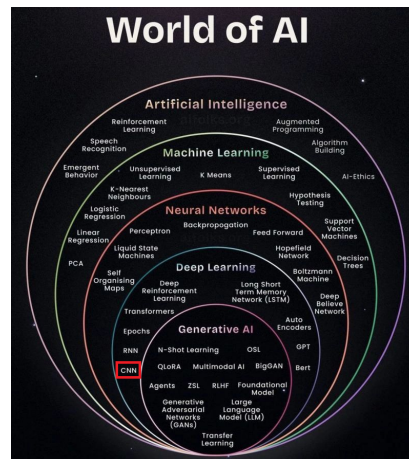 World of AI
Artificial Intelligence
Reinforcement
Learning
Augmented
Programming
Speech
Recognition
Algorithm
Building
Machine Learning
Emergent
Behavior
Unsupervised
Learning
K Means
Supervised
Learning
AI-Ethics
K-Nearest
Neighbours
Hypothesis
Testing
Logistic
Regression
Neural Networks
Support
Vector
Machines
Linear
Regression
Perceptron
Backpropagation
Feed Forward
Liquid State
Machines
Hopfield
Network
Decision
Trees
PCA
Self
Organising
Maps
Deep Learning
Boltzmann
Machine
Deep
Reinforcement
Learning
Long Short
Term Memory
Network (LSTM)
Deep
Believe
Network
Transformers
Auto
Encoders
Epochs
Generative AI
RNN
N-Shot Learning
OSL
GPT
CNN
QLoRA
Multimodal AI
BigGAN
Bert
Agents
ZSL
RLHF
Foundational
Model
Generative
Adversarial
Networks
(GANs)
Large
Language
Model (LLM)
Transfer
Learning